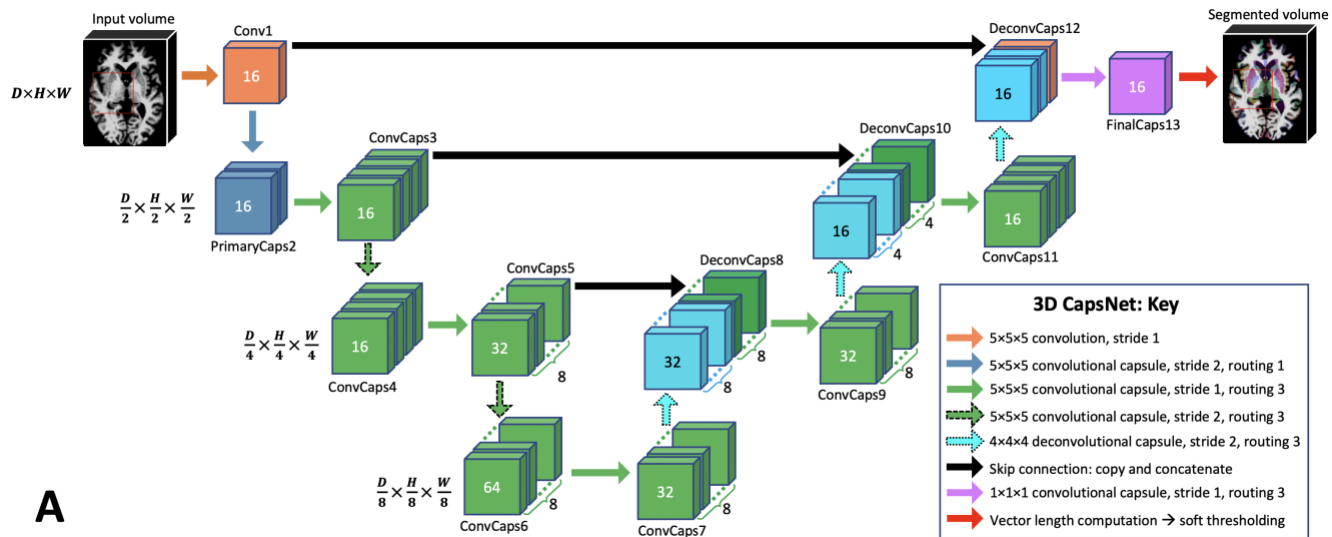 Input volume
Conv1
DeconvCaps12
Segmented volume
D×H×W
16
16
16
FinalCaps13
ConvCaps3
DeconvCaps10
D/2 × H/2 × W/2
16
16
PrimaryCaps2
16
4
4
16
ConvCaps11
ConvCaps5
DeconvCaps8
D/4 × H/4 × W/4
16
ConvCaps4
32
8
32
8
8
32
8
ConvCaps9
D/8 × H/8 × W/8
64
8
ConvCaps6
32
8
ConvCaps7
A
3D CapsNet: Key
5×5×5 convolution, stride 1
5×5×5 convolutional capsule, stride 2, routing 1
5×5×5 convolutional capsule, stride 1, routing 3
5×5×5 convolutional capsule, stride 2, routing 3
4×4×4 deconvolutional capsule, stride 2, routing 3
Skip connection: copy and concatenate
1×1×1 convolutional capsule, stride 1, routing 3
Vector length computation → soft thresholding